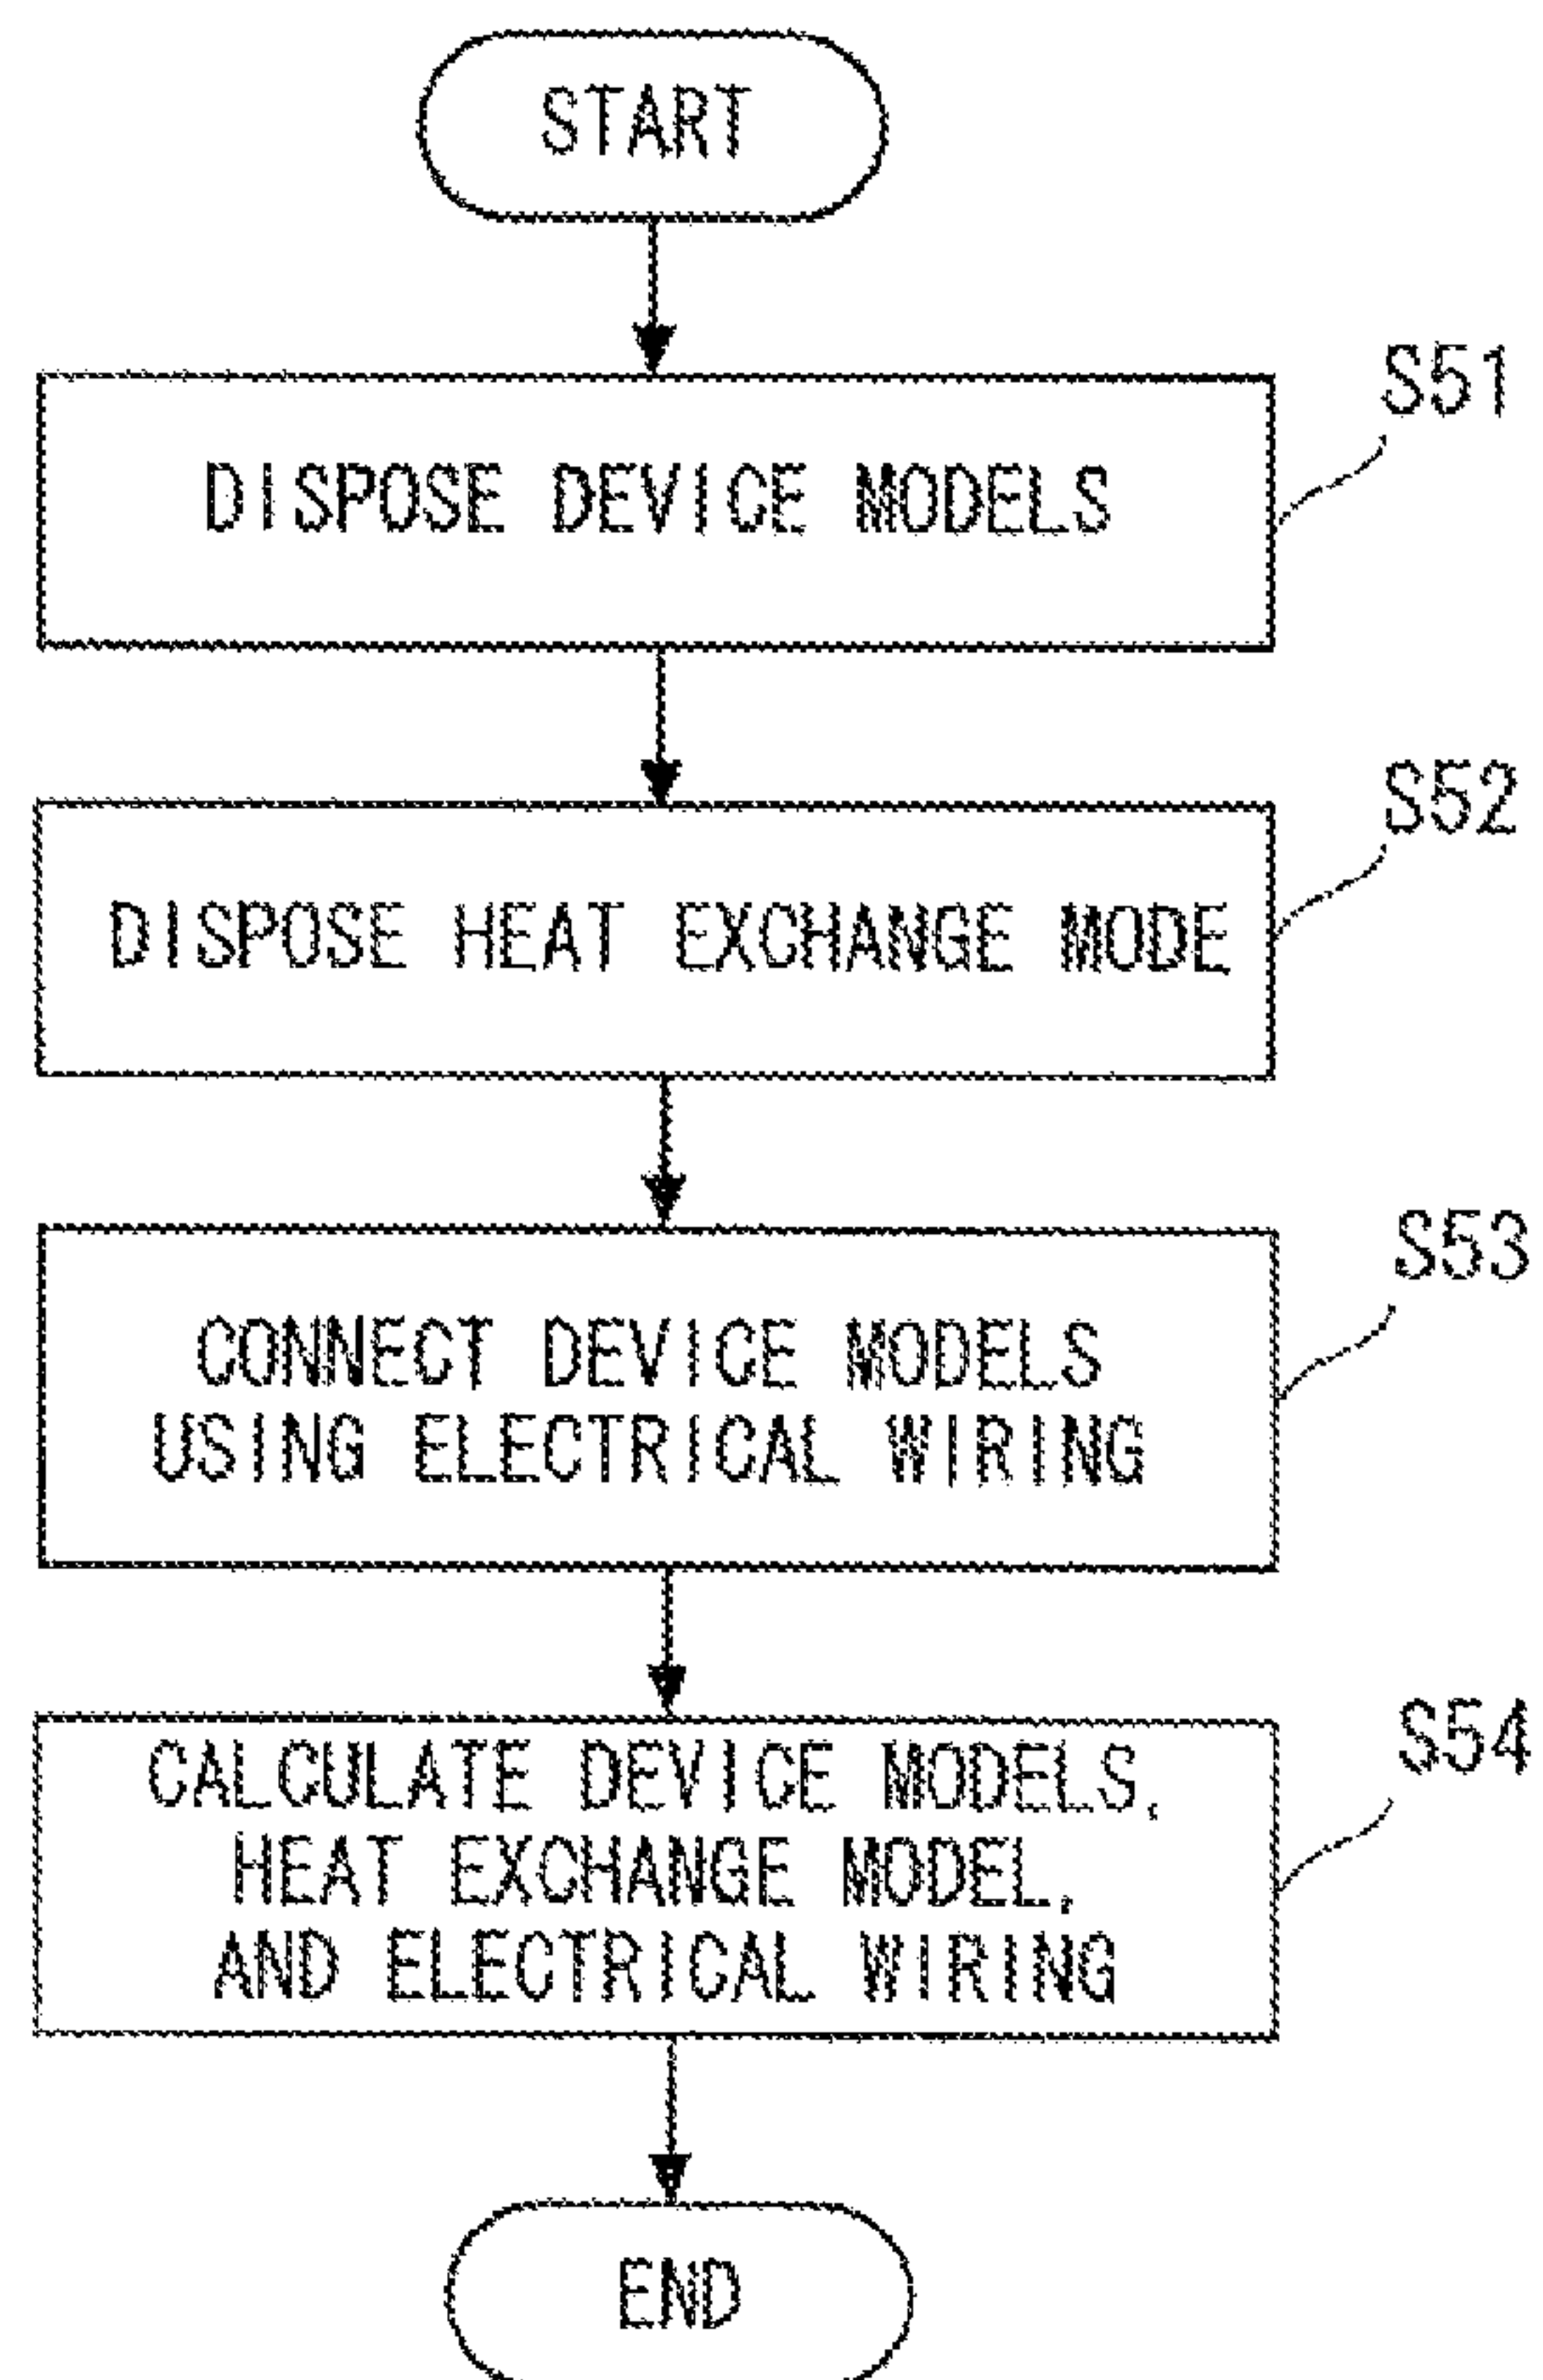 START
S51
DISPOSE DEVICE MODELS
S52
DISPOSE HEAT EXCHANGE MODE
S53
CONNECT DEVICE MODELS
USING ELECTRICAL WIRING
S54
CALCULATE DEVICE MODELS,
HEAT EXCHANGE MODEL,
AND ELECTRICAL WIRING
END